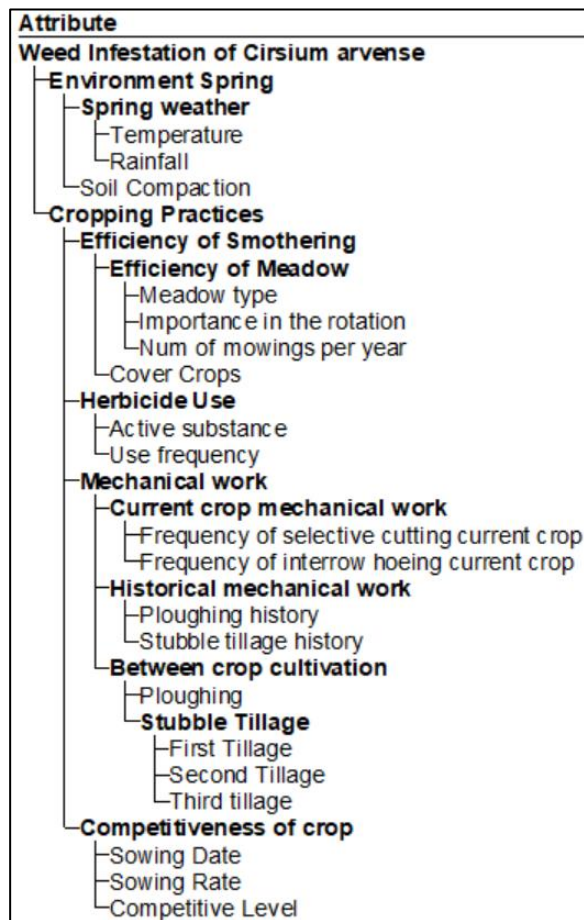 Attribute
Weed Infestation of Cirsium arvense
Environment Spring
Spring weather
Temperature
Rainfall
Soil Compaction
Cropping Practices
Efficiency of Smothering
Efficiency of Meadow
Meadow type
Importance in the rotation
Num of mowings per year
Cover Crops
Herbicide Use
Active substance
Use frequency
Mechanical work
Current crop mechanical work
Frequency of selective cutting current crop
Frequency of interrow hoeing current crop
Historical mechanical work
Ploughing history
Stubble tillage history
Between crop cultivation
Ploughing
Stubble Tillage
First Tillage
Second Tillage
Third tillage
Competitiveness of crop
Sowing Date
Sowing Rate
Competitive Level